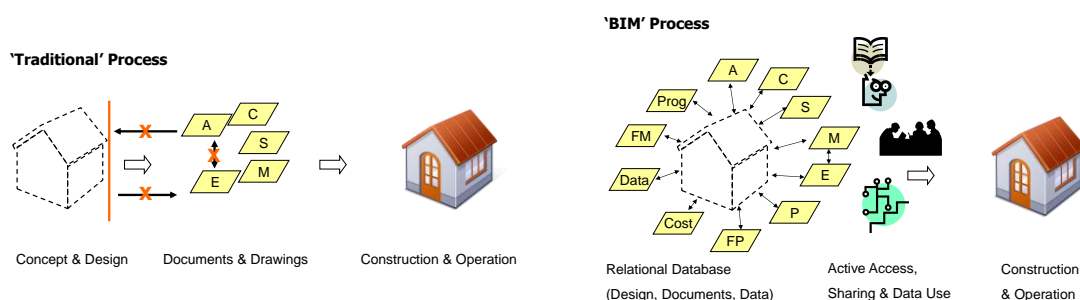 ‘Traditional’ Process
A
C
S
E
M
X
X
X
Concept & Design
Documents & Drawings
Construction & Operation
‘BIM’ Process
A
C
Prog
S
FM
M
Data
E
Cost
P
FP
Relational Database
(Design, Documents, Data)
Active Access,
Sharing & Data Use
Construction
& Operation